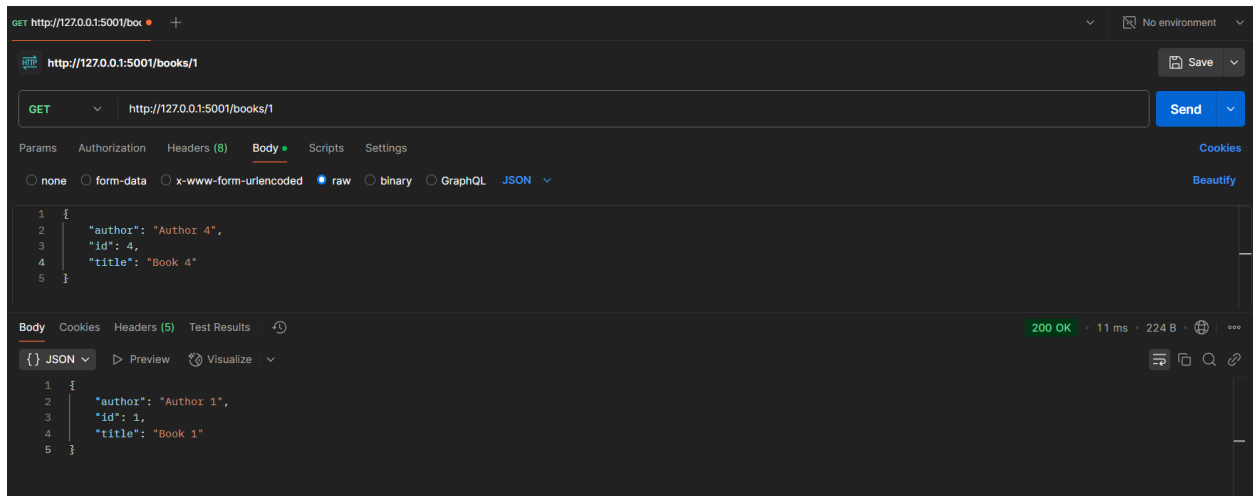 GET http://127.0.0.1:5001/boo
No environment
HTTP http://127.0.0.1:5001/books/1
Save
GET http://127.0.0.1:5001/books/1
Send
Params Authorization Headers (8) Body Scripts Settings Cookies
none form-data x-www-form-urlencoded raw binary GraphQL JSON Beautify
1 {
2 "author": "Author 4",
3 "id": 4,
4 "title": "Book 4"
5 }
Body Cookies Headers (5) Test Results 200 OK • 11 ms • 224 B
{} JSON Preview Visualize
1 {
2 "author": "Author 1",
3 "id": 1,
4 "title": "Book 1"
5 }